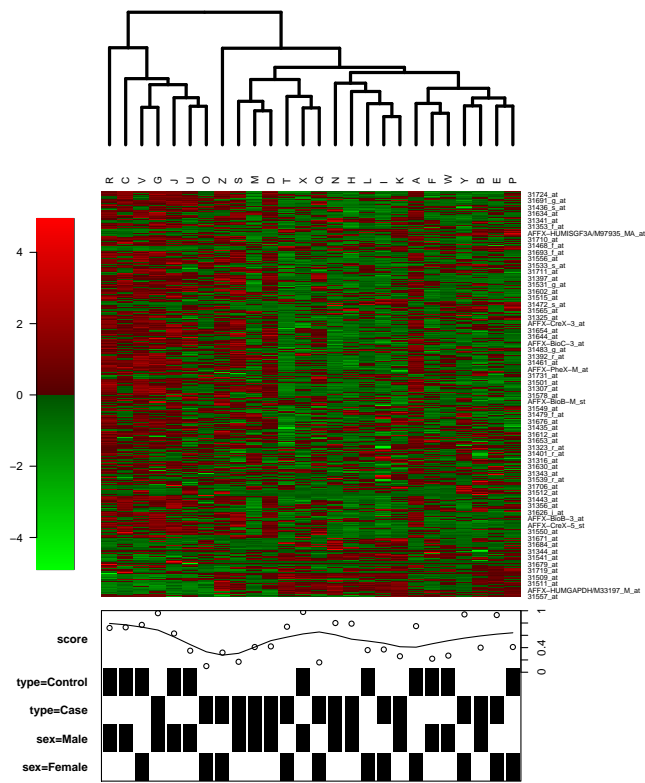 R C V G J U O Z S M D T X Q N H L I K A F W Y B E P
31724_at
31691_g_at
31436_s_at
31634_at
31341_at
31353_f_at
AFFX−HUMISGF3A/M97935_MA_at
31710_at
31468_f_at
31693_f_at
31556_at
31533_s_at
31711_at
31397_at
31531_g_at
31602_at
31515_at
31472_s_at
31565_at
31325_at
AFFX−CreX−3_at
31654_at
31644_at
AFFX−BioC−3_at
31483_g_at
31392_r_at
31461_at
AFFX−PheX−M_at
31731_at
31501_at
31307_at
31578_at
AFFX−BioB−M_st
31549_at
31479_f_at
31676_at
31435_at
31612_at
31653_at
31323_r_at
31401_r_at
31316_at
31630_at
31343_at
31539_r_at
31706_at
31512_at
31443_at
31356_at
31626_i_at
AFFX−BioB−3_at
AFFX−CreX−5_st
31550_at
31671_at
31684_at
31344_at
31541_at
31679_at
31719_at
31509_at
31511_at
AFFX−HUMGAPDH/M33197_M_at
31557_at
4
2
0
−2
−4
score
0 0.4 1
type=Control
type=Case
sex=Male
sex=Female